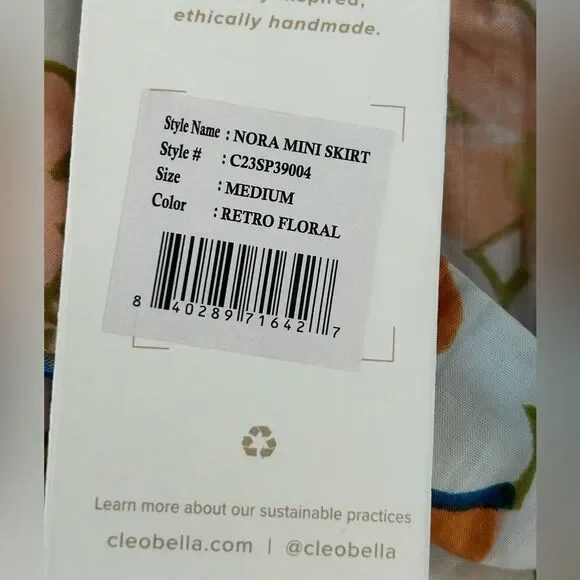 inspired,
ethically handmade.
Style Name : NORA MINI SKIRT
Style # : C23SP39004
Size : MEDIUM
Color : RETRO FLORAL
8 40289 71642 7
Learn more about our sustainable practices
cleobella.com | @cleobella